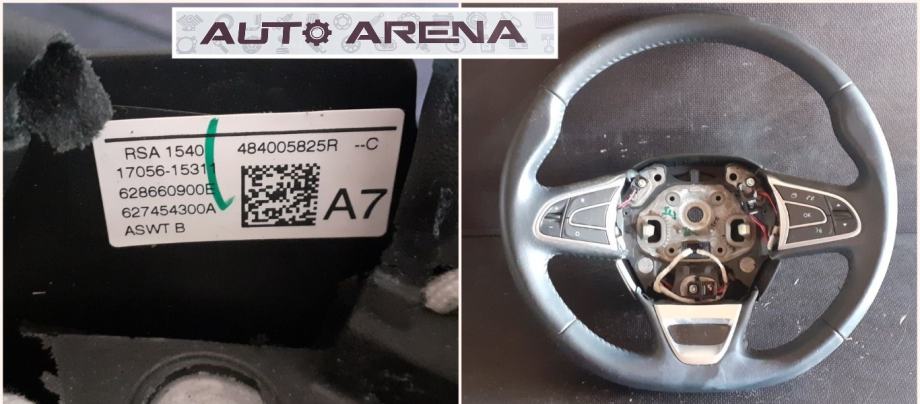 AUTO ARENA
RSA 1540
17056-15311
628660900E
627454300A
ASWT B
484005825R --C
A7
OK